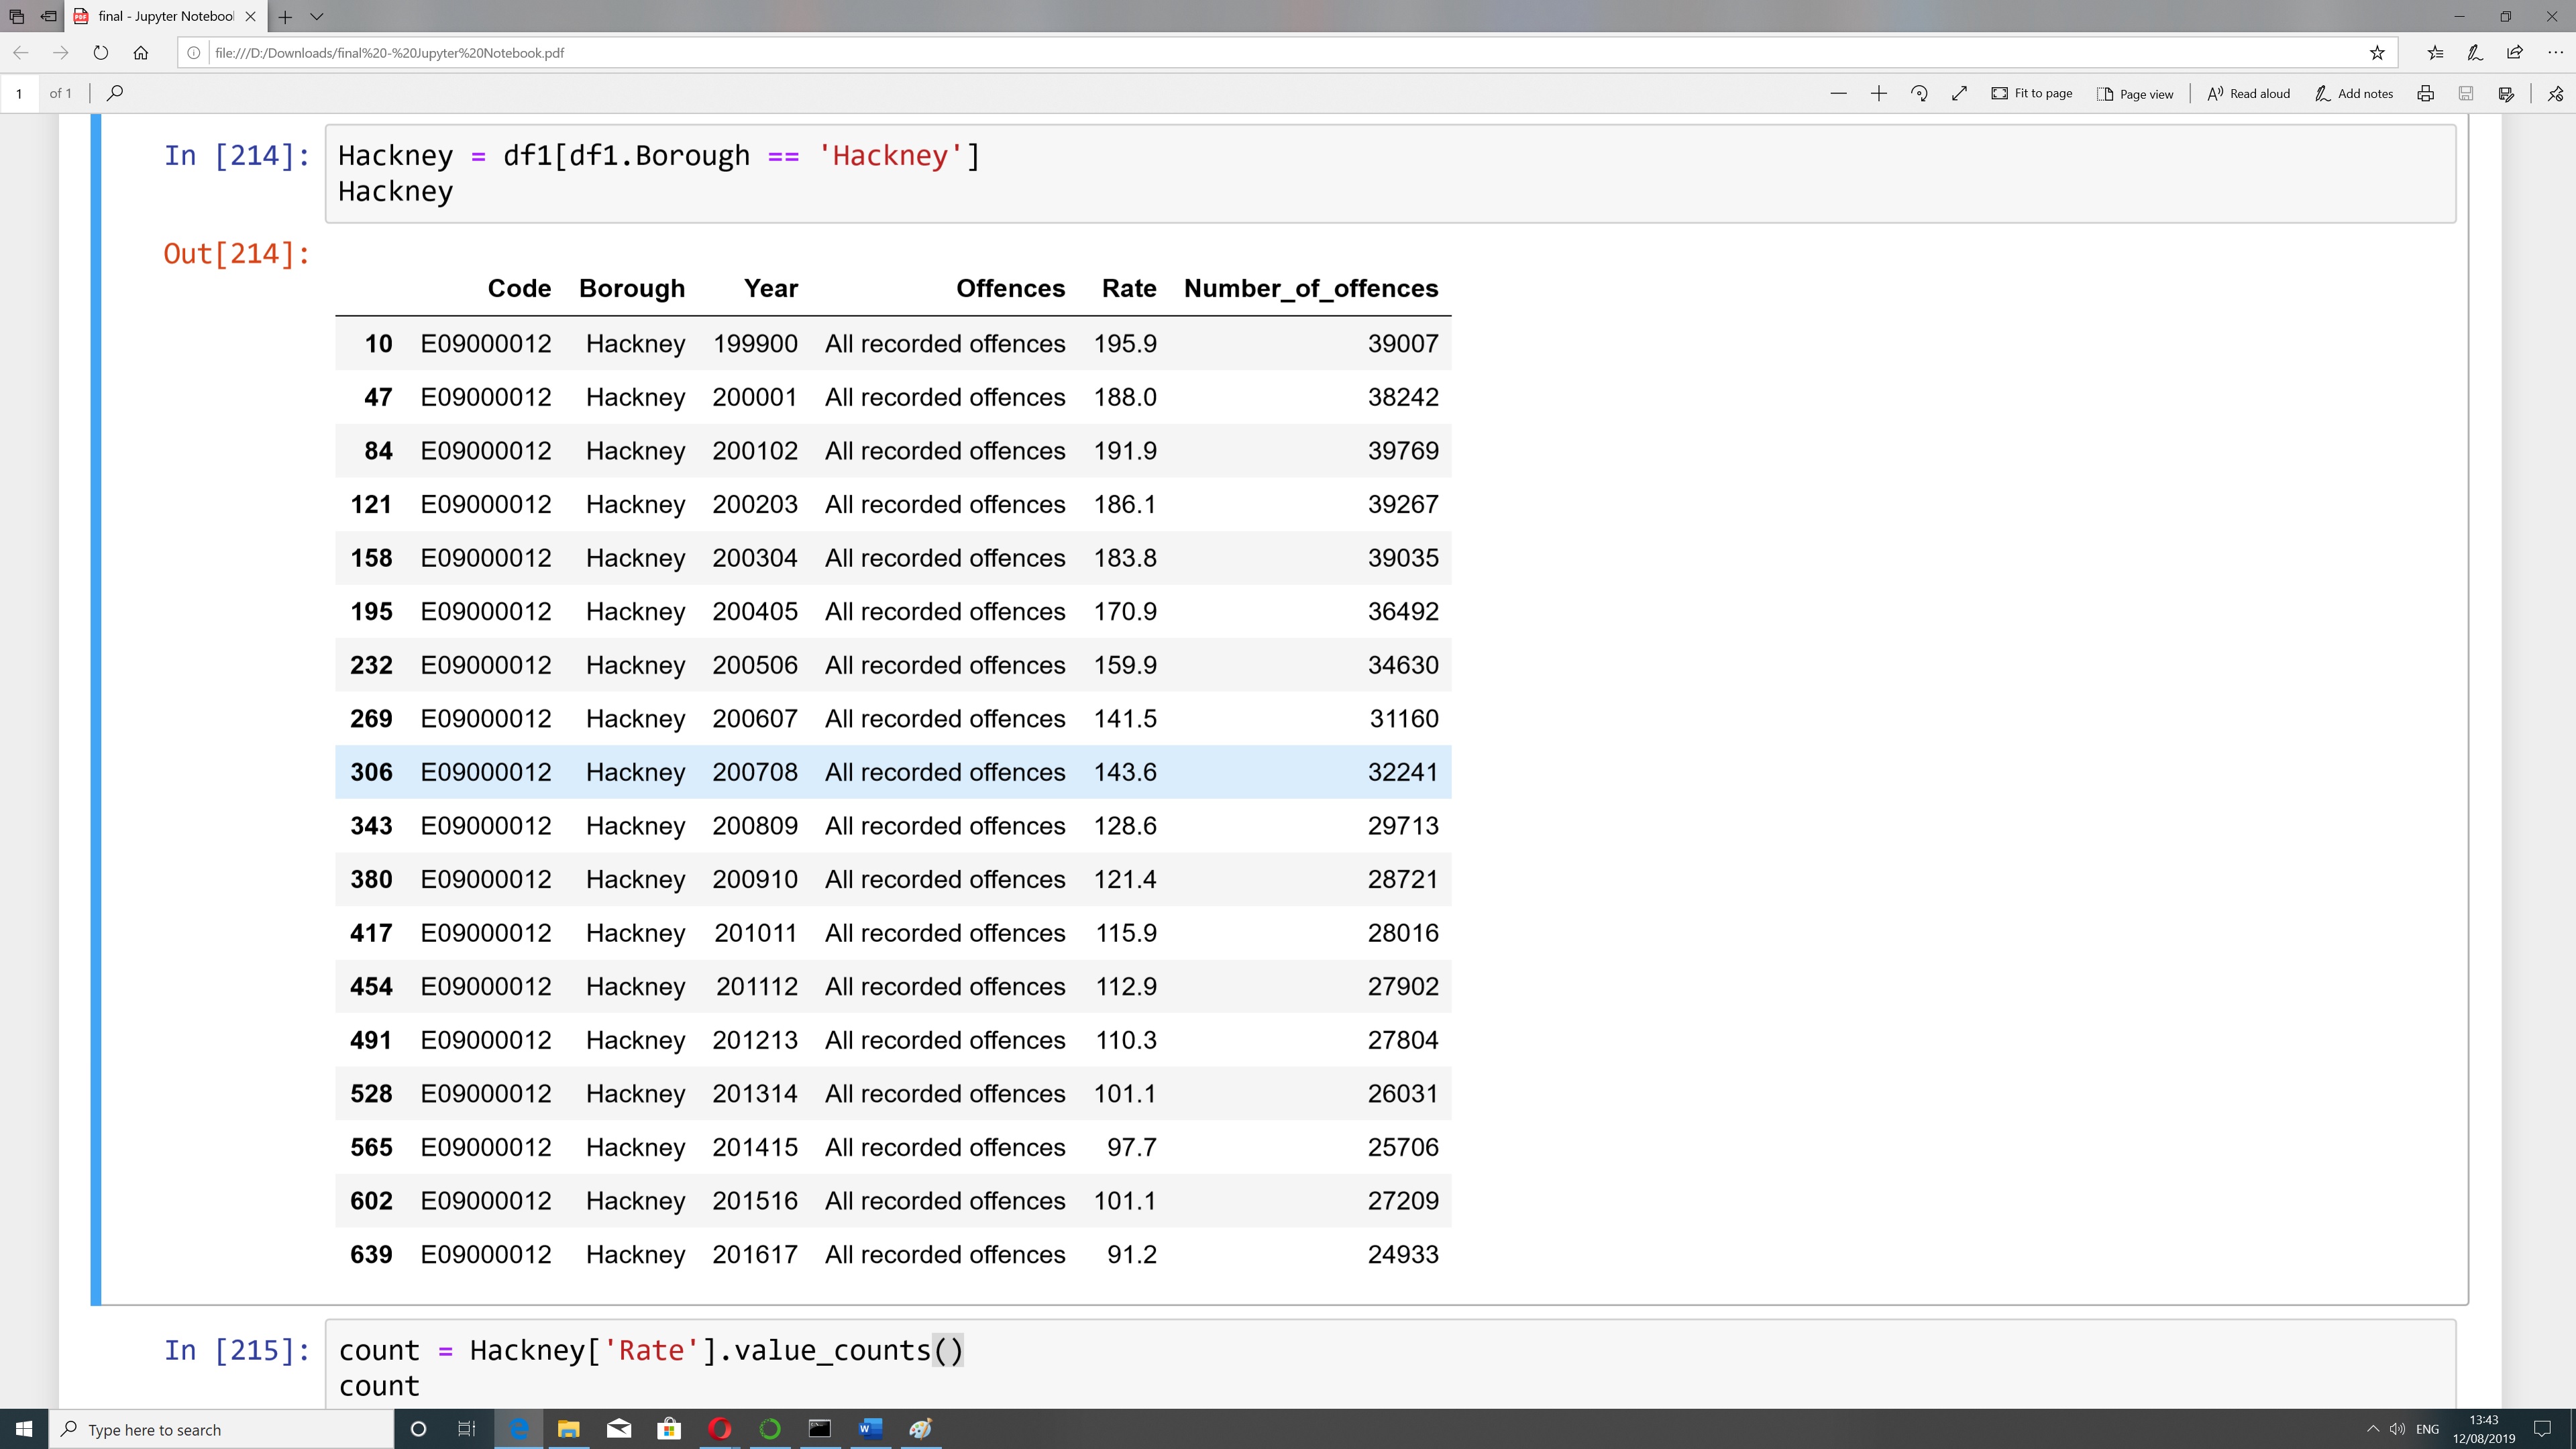 final - Jupyter Noteboo
file:///D:/Downloads/final%20-%20Jupyter%20Notebook.pdf
1 of 1 Fit to page Page view Read aloud Add notes
In [214]: Hackney = df1[df1.Borough == 'Hackney']
Hackney
Out[214]:
Code Borough Year Offences Rate Number_of_offences
10 E09000012 Hackney 199900 All recorded offences 195.9 39007
47 E09000012 Hackney 200001 All recorded offences 188.0 38242
84 E09000012 Hackney 200102 All recorded offences 191.9 39769
121 E09000012 Hackney 200203 All recorded offences 186.1 39267
158 E09000012 Hackney 200304 All recorded offences 183.8 39035
195 E09000012 Hackney 200405 All recorded offences 170.9 36492
232 E09000012 Hackney 200506 All recorded offences 159.9 34630
269 E09000012 Hackney 200607 All recorded offences 141.5 31160
306 E09000012 Hackney 200708 All recorded offences 143.6 32241
343 E09000012 Hackney 200809 All recorded offences 128.6 29713
380 E09000012 Hackney 200910 All recorded offences 121.4 28721
417 E09000012 Hackney 201011 All recorded offences 115.9 28016
454 E09000012 Hackney 201112 All recorded offences 112.9 27902
491 E09000012 Hackney 201213 All recorded offences 110.3 27804
528 E09000012 Hackney 201314 All recorded offences 101.1 26031
565 E09000012 Hackney 201415 All recorded offences 97.7 25706
602 E09000012 Hackney 201516 All recorded offences 101.1 27209
639 E09000012 Hackney 201617 All recorded offences 91.2 24933
In [215]: count = Hackney['Rate'].value_counts()
count
Type here to search
ENG
13:43
12/08/2019